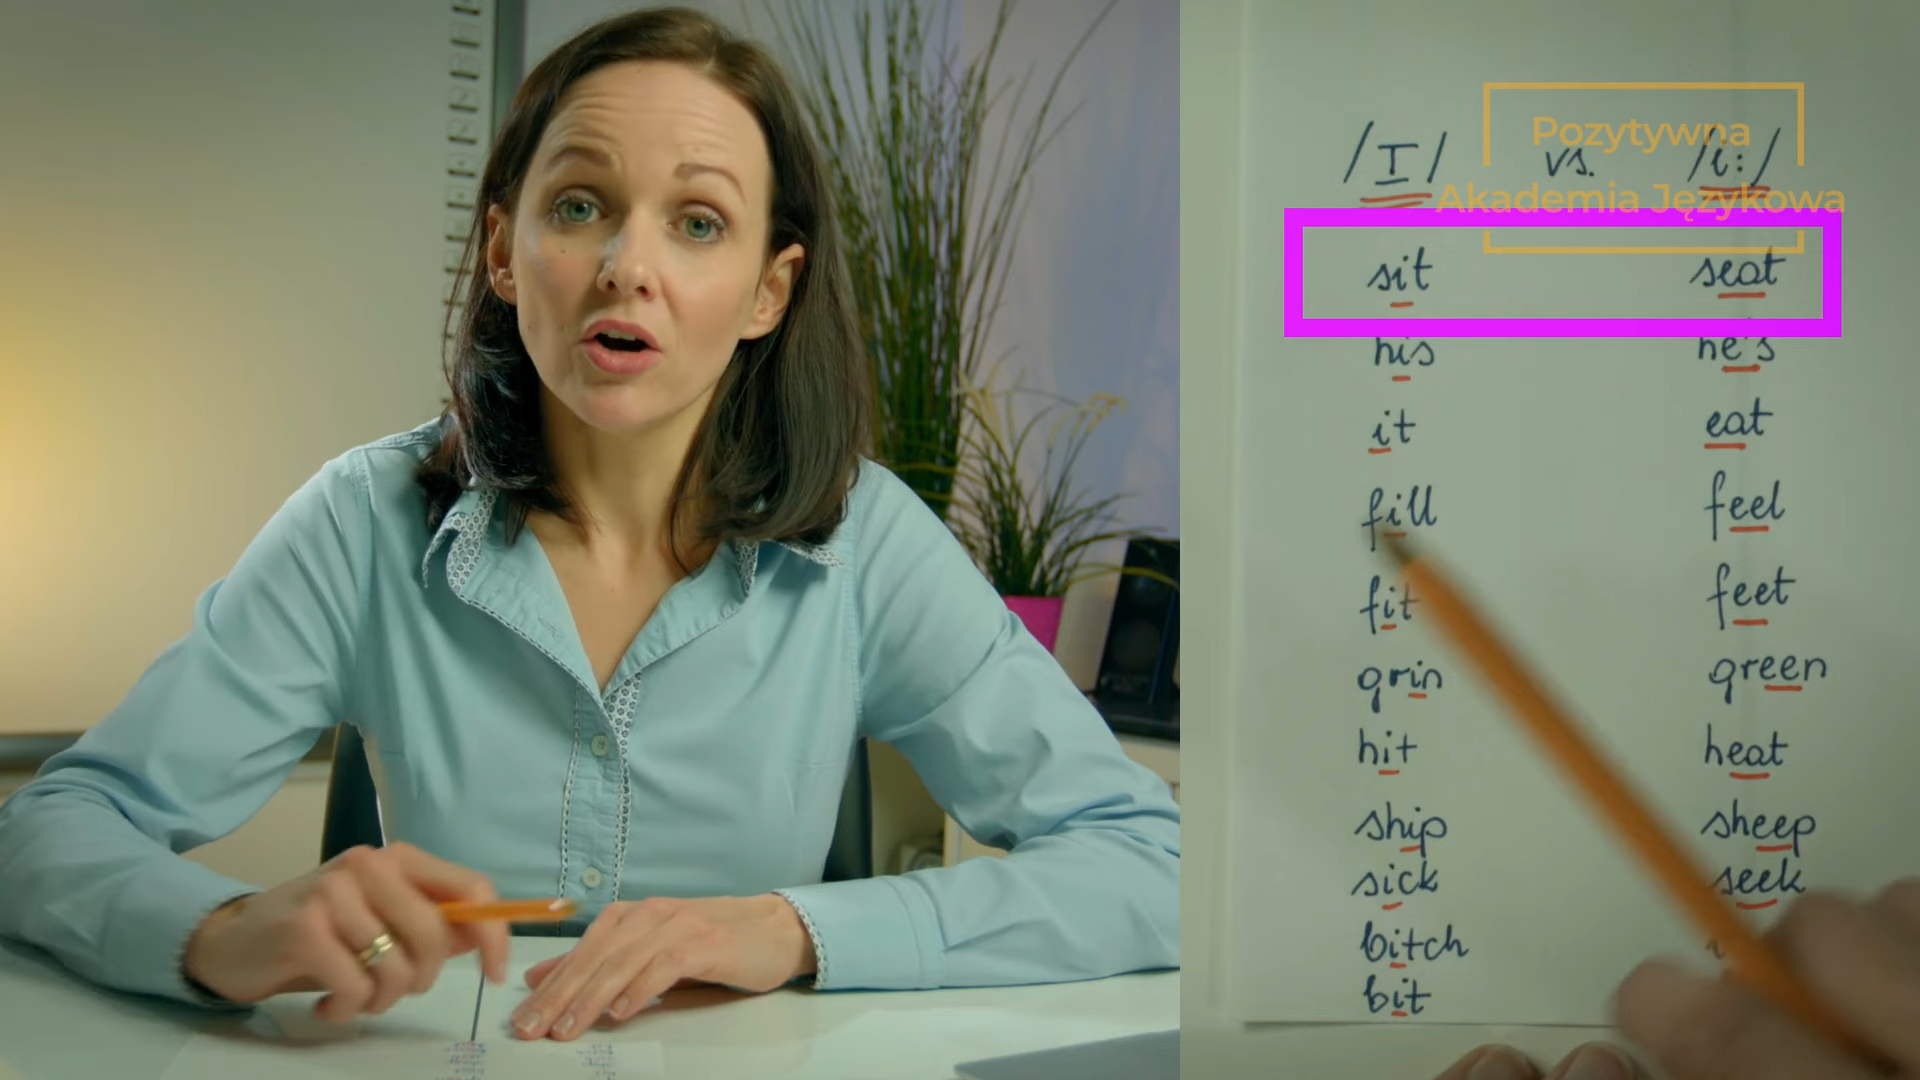 Pozytywna
Akademia Językowa
/I/ vs. /i:/
sit seat
his he's
it eat
fill feel
fit feet
grin green
hit heat
ship sheep
sick seek
bitch
bit